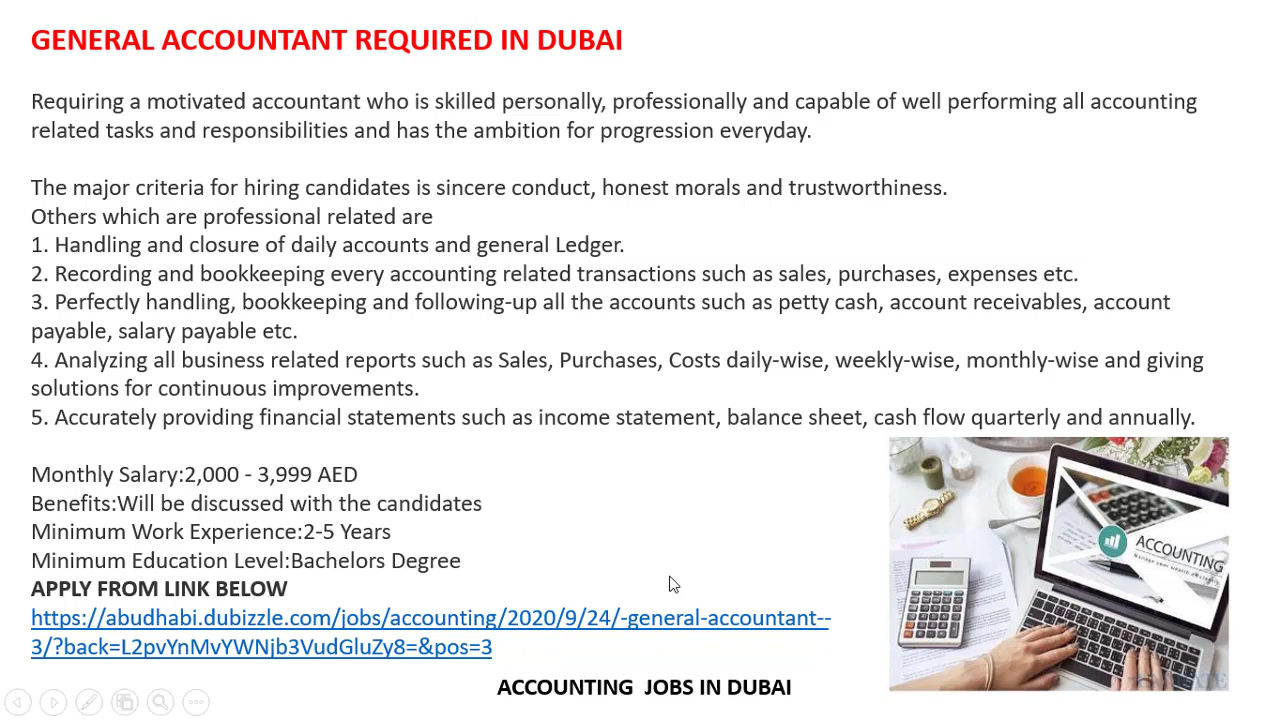 GENERAL ACCOUNTANT REQUIRED IN DUBAI
Requiring a motivated accountant who is skilled personally, professionally and capable of well performing all accounting
related tasks and responsibilities and has the ambition for progression everyday.
The major criteria for hiring candidates is sincere conduct, honest morals and trustworthiness.
Others which are professional related are
1. Handling and closure of daily accounts and general Ledger.
2. Recording and bookkeeping every accounting related transactions such as sales, purchases, expenses etc.
3. Perfectly handling, bookkeeping and following-up all the accounts such as petty cash, account receivables, account
payable, salary payable etc.
4. Analyzing all business related reports such as Sales, Purchases, Costs daily-wise, weekly-wise, monthly-wise and giving
solutions for continuous improvements.
5. Accurately providing financial statements such as income statement, balance sheet, cash flow quarterly and annually.
Monthly Salary:2,000 - 3,999 AED
Benefits:Will be discussed with the candidates
Minimum Work Experience:2-5 Years
Minimum Education Level:Bachelors Degree
APPLY FROM LINK BELOW
https://abudhabi.dubizzle.com/jobs/accounting/2020/9/24/-general-accountant--
3/?back=L2pvYnMvYWNjb3VudGluZy8=&pos=3
ACCOUNTING
Manage your wealth efficiently
ACCOUNTING JOBS IN DUBAI